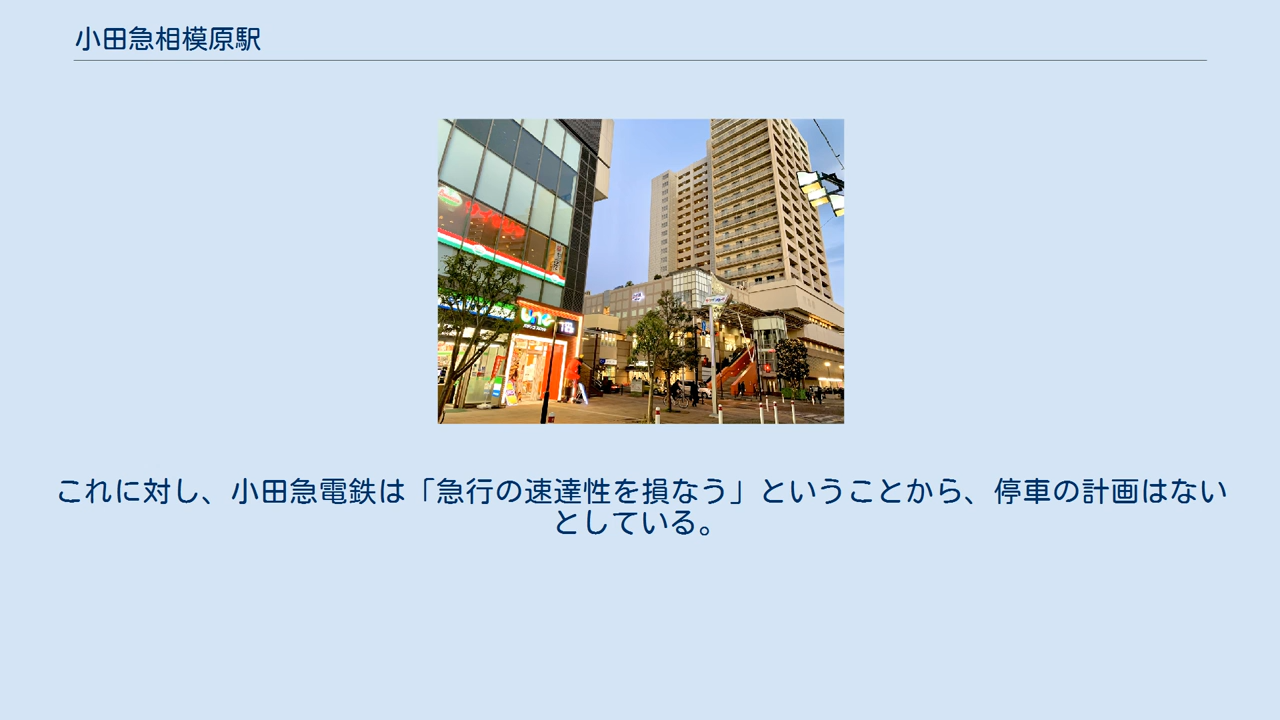 小田急相模原駅
これに対し、小田急電鉄は「急行の速達性を損なう」ということから、停車の計画はない
としている。